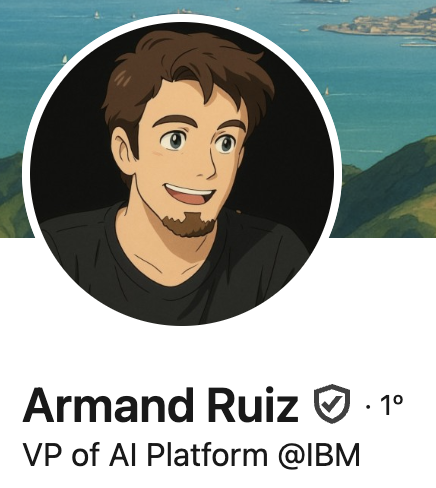 Armand Ruiz · 1º
VP of AI Platform @IBM